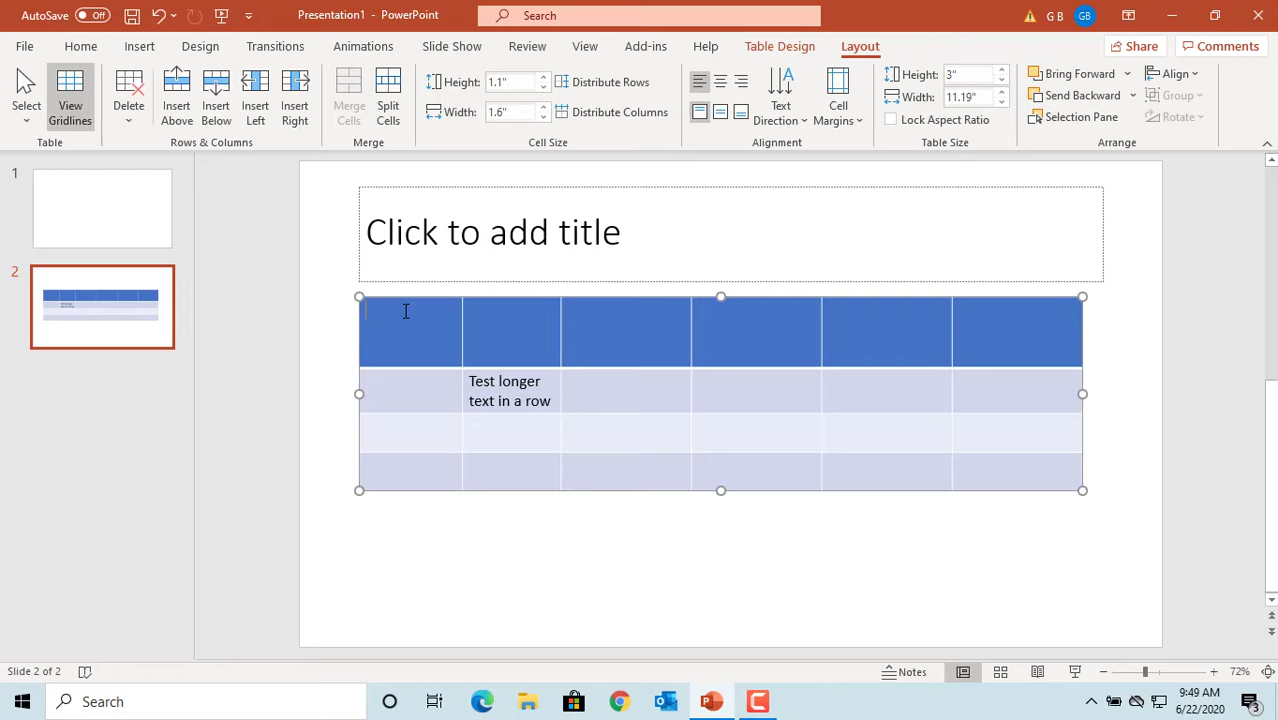 AutoSave Off Presentation1 - PowerPoint Search G B GB
File Home Insert Design Transitions Animations Slide Show Review View Add-ins Help Table Design Layout Share Comments
Select View Gridlines Delete Insert Above Insert Below Insert Left Insert Right Merge Cells Split Cells
Height: 1.1" Distribute Rows
Width: 1.6" Distribute Columns
Text Direction Cell Margins
Height: 3"
Width: 11.19"
Lock Aspect Ratio
Bring Forward Align
Send Backward Group
Selection Pane Rotate
Table Rows & Columns Merge Cell Size Alignment Table Size Arrange
1
2
Click to add title
Test longer
text in a row
Slide 2 of 2 Notes 72%
Search 9:49 AM
6/22/2020 3